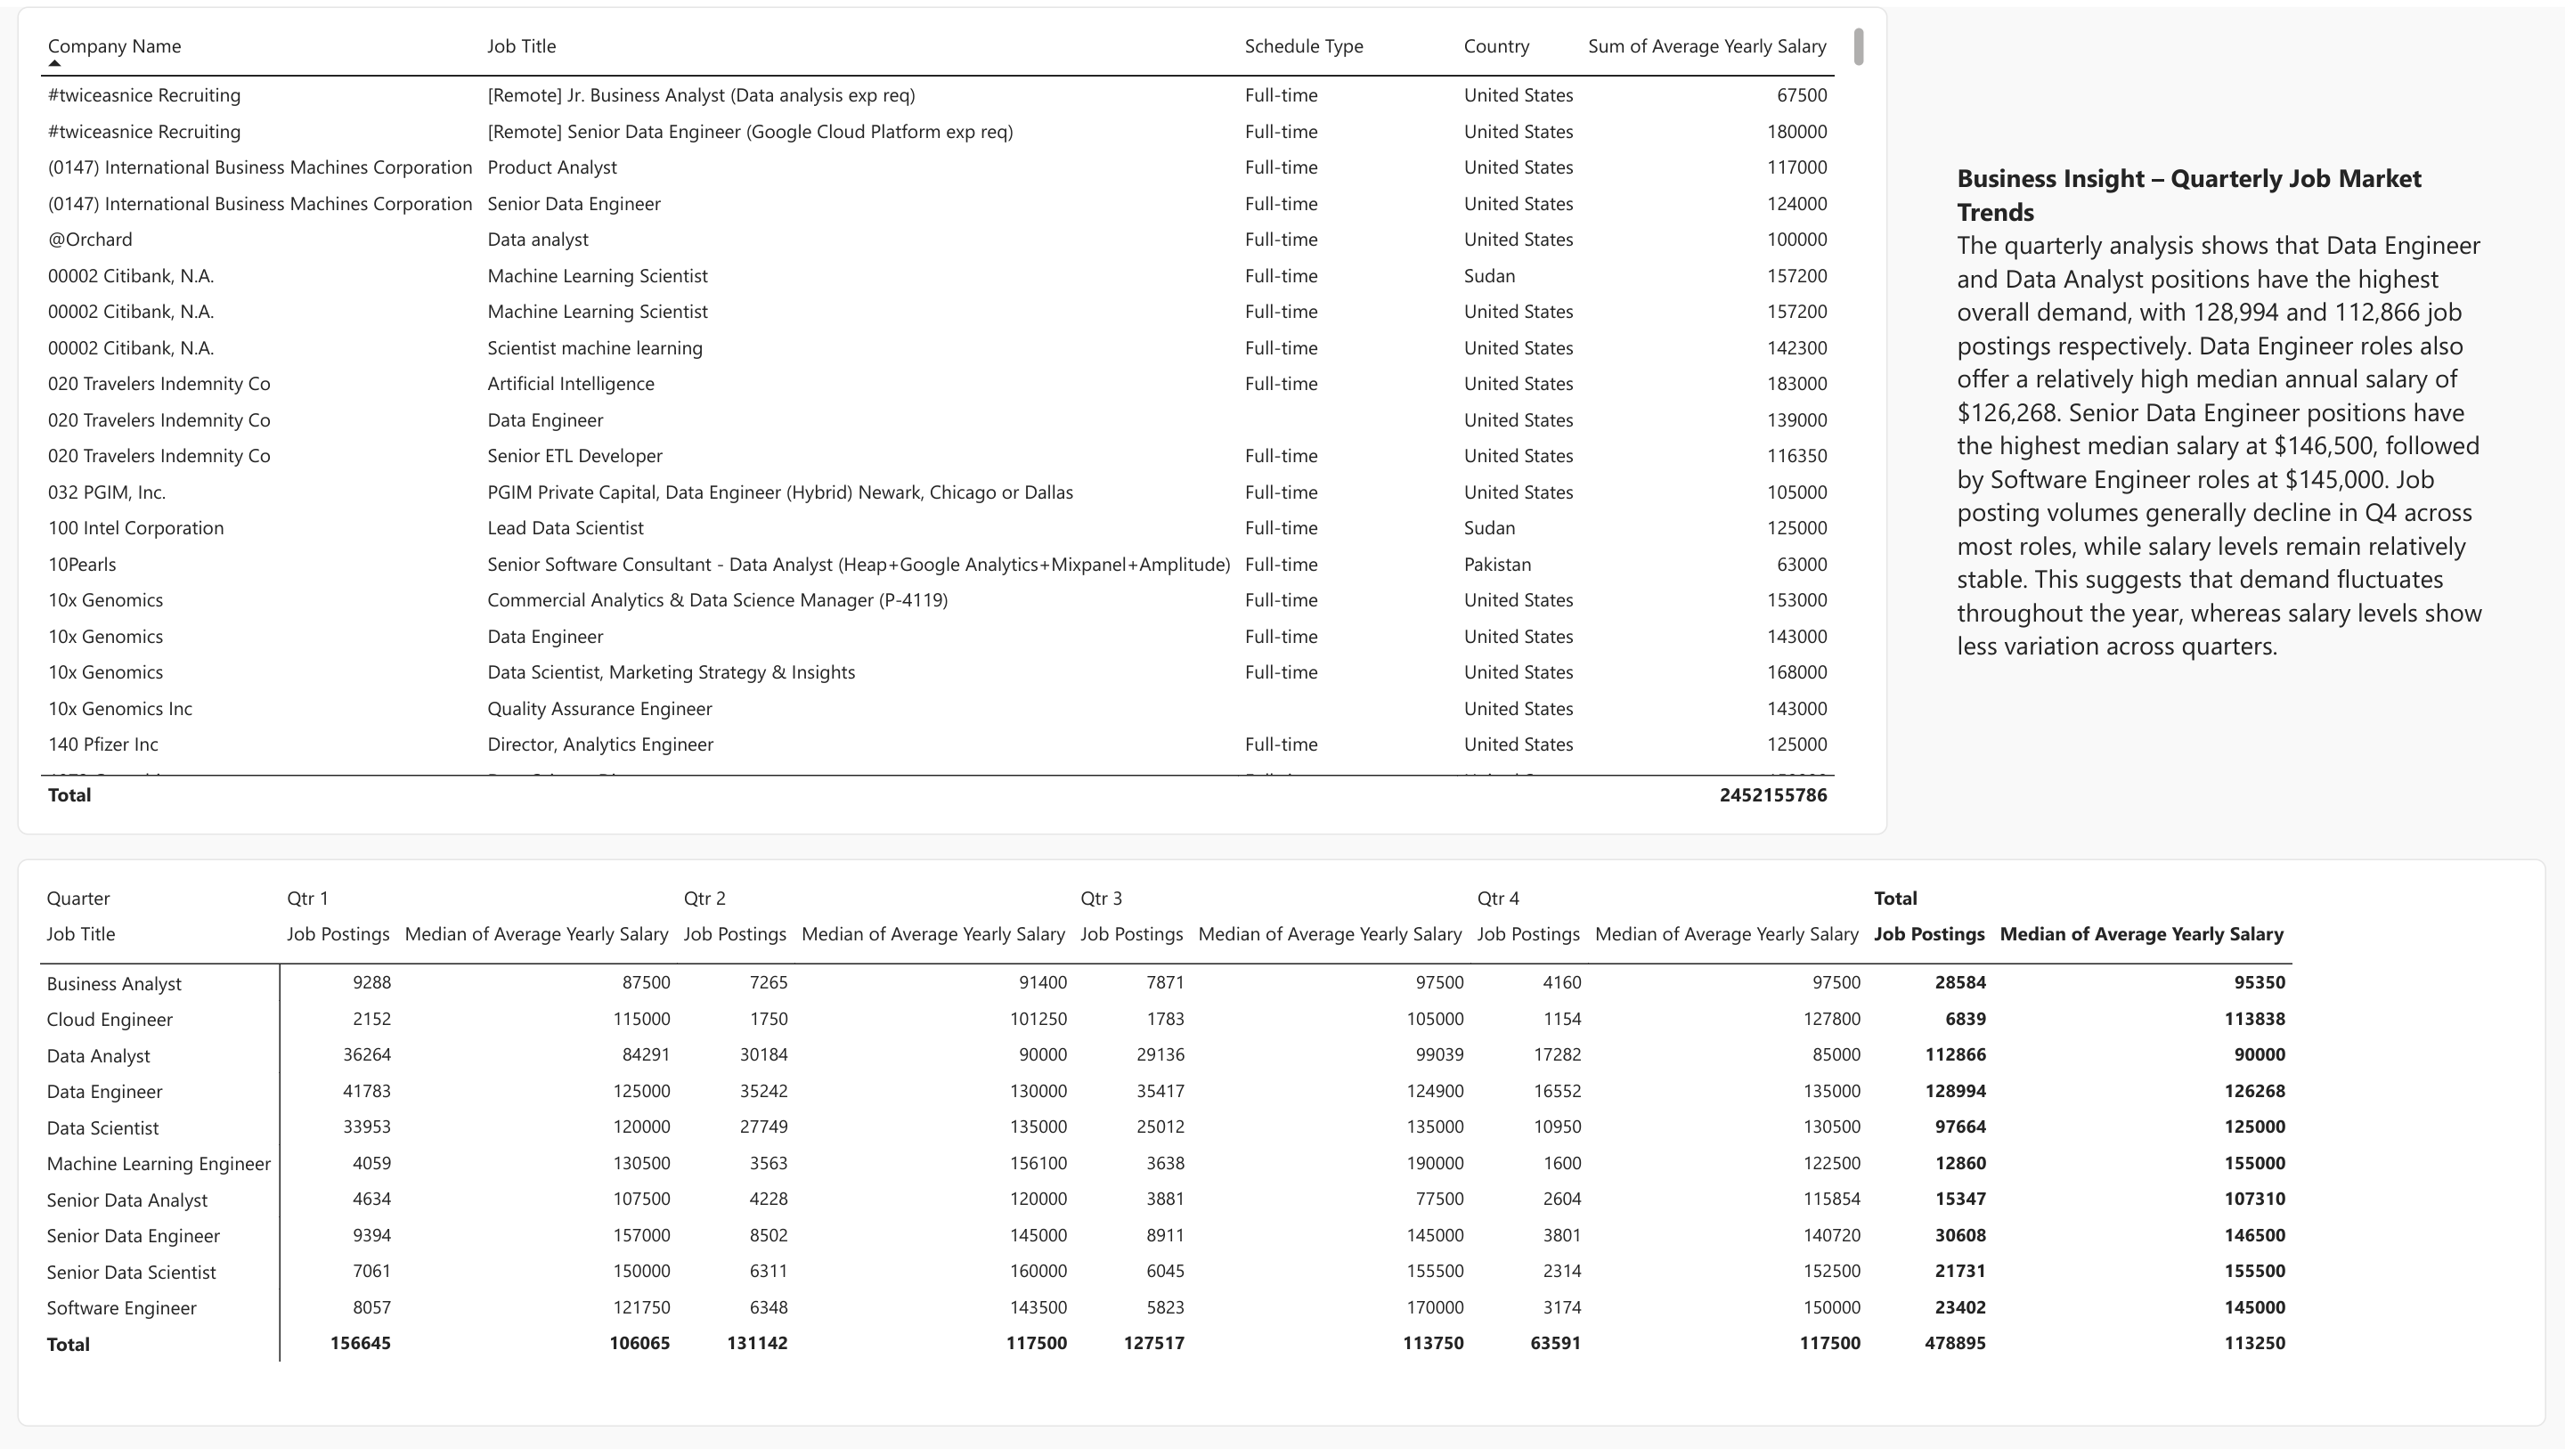 Company Name Job Title Schedule Type Country Sum of Average Yearly Salary
#twiceasnice Recruiting [Remote] Jr. Business Analyst (Data analysis exp req) Full-time United States 67500
#twiceasnice Recruiting [Remote] Senior Data Engineer (Google Cloud Platform exp req) Full-time United States 180000
(0147) International Business Machines Corporation Product Analyst Full-time United States 117000
(0147) International Business Machines Corporation Senior Data Engineer Full-time United States 124000
@Orchard Data analyst Full-time United States 100000
00002 Citibank, N.A. Machine Learning Scientist Full-time Sudan 157200
00002 Citibank, N.A. Machine Learning Scientist Full-time United States 157200
00002 Citibank, N.A. Scientist machine learning Full-time United States 142300
020 Travelers Indemnity Co Artificial Intelligence Full-time United States 183000
020 Travelers Indemnity Co Data Engineer United States 139000
020 Travelers Indemnity Co Senior ETL Developer Full-time United States 116350
032 PGIM, Inc. PGIM Private Capital, Data Engineer (Hybrid) Newark, Chicago or Dallas Full-time United States 105000
100 Intel Corporation Lead Data Scientist Full-time Sudan 125000
10Pearls Senior Software Consultant - Data Analyst (Heap+Google Analytics+Mixpanel+Amplitude) Full-time Pakistan 63000
10x Genomics Commercial Analytics & Data Science Manager (P-4119) Full-time United States 153000
10x Genomics Data Engineer Full-time United States 143000
10x Genomics Data Scientist, Marketing Strategy & Insights Full-time United States 168000
10x Genomics Inc Quality Assurance Engineer United States 143000
140 Pfizer Inc Director, Analytics Engineer Full-time United States 125000
Total 2452155786
Business Insight – Quarterly Job Market
Trends
The quarterly analysis shows that Data Engineer
and Data Analyst positions have the highest
overall demand, with 128,994 and 112,866 job
postings respectively. Data Engineer roles also
offer a relatively high median annual salary of
$126,268. Senior Data Engineer positions have
the highest median salary at $146,500, followed
by Software Engineer roles at $145,000. Job
posting volumes generally decline in Q4 across
most roles, while salary levels remain relatively
stable. This suggests that demand fluctuates
throughout the year, whereas salary levels show
less variation across quarters.
Quarter Qtr 1 Qtr 2 Qtr 3 Qtr 4 Total
Job Title Job Postings Median of Average Yearly Salary Job Postings Median of Average Yearly Salary Job Postings Median of Average Yearly Salary Job Postings Median of Average Yearly Salary Job Postings Median of Average Yearly Salary
Business Analyst 9288 87500 7265 91400 7871 97500 4160 97500 28584 95350
Cloud Engineer 2152 115000 1750 101250 1783 105000 1154 127800 6839 113838
Data Analyst 36264 84291 30184 90000 29136 99039 17282 85000 112866 90000
Data Engineer 41783 125000 35242 130000 35417 124900 16552 135000 128994 126268
Data Scientist 33953 120000 27749 135000 25012 135000 10950 130500 97664 125000
Machine Learning Engineer 4059 130500 3563 156100 3638 190000 1600 122500 12860 155000
Senior Data Analyst 4634 107500 4228 120000 3881 77500 2604 115854 15347 107310
Senior Data Engineer 9394 157000 8502 145000 8911 145000 3801 140720 30608 146500
Senior Data Scientist 7061 150000 6311 160000 6045 155500 2314 152500 21731 155500
Software Engineer 8057 121750 6348 143500 5823 170000 3174 150000 23402 145000
Total 156645 106065 131142 117500 127517 113750 63591 117500 478895 113250